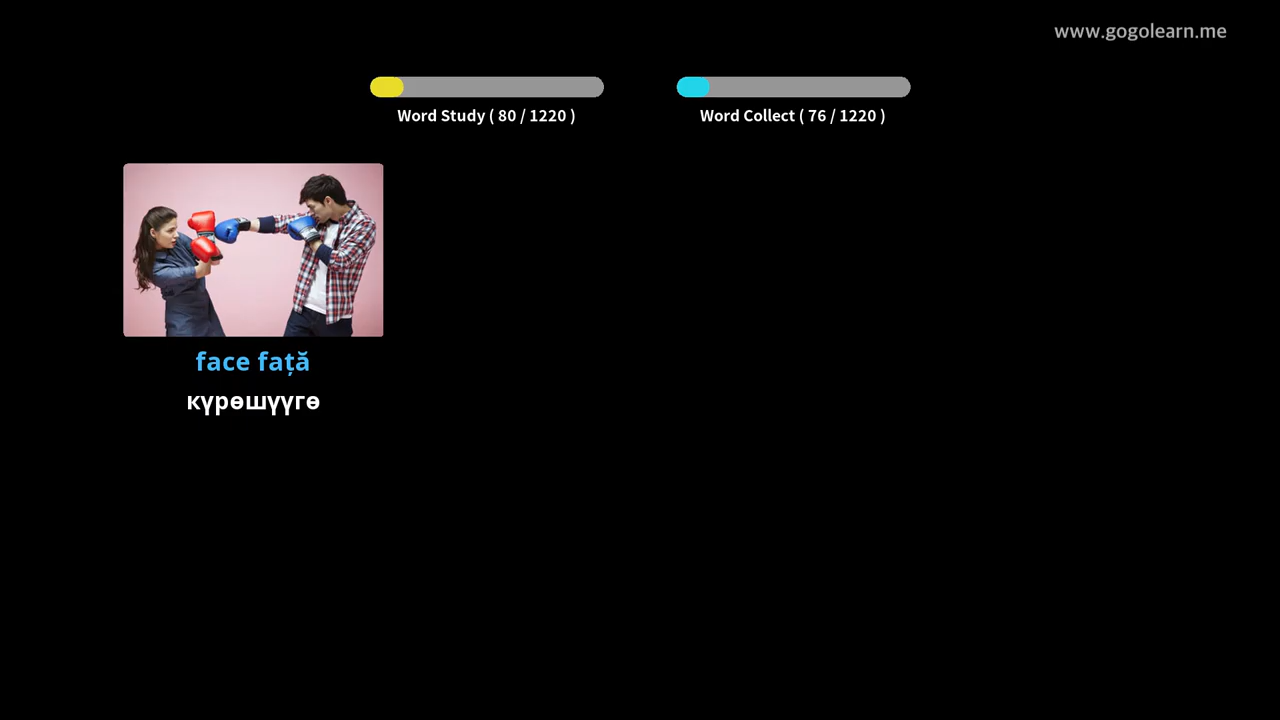 www.gogolearn.me
Word Study ( 80 / 1220 )
Word Collect ( 76 / 1220 )
face față
күрөшүүгө